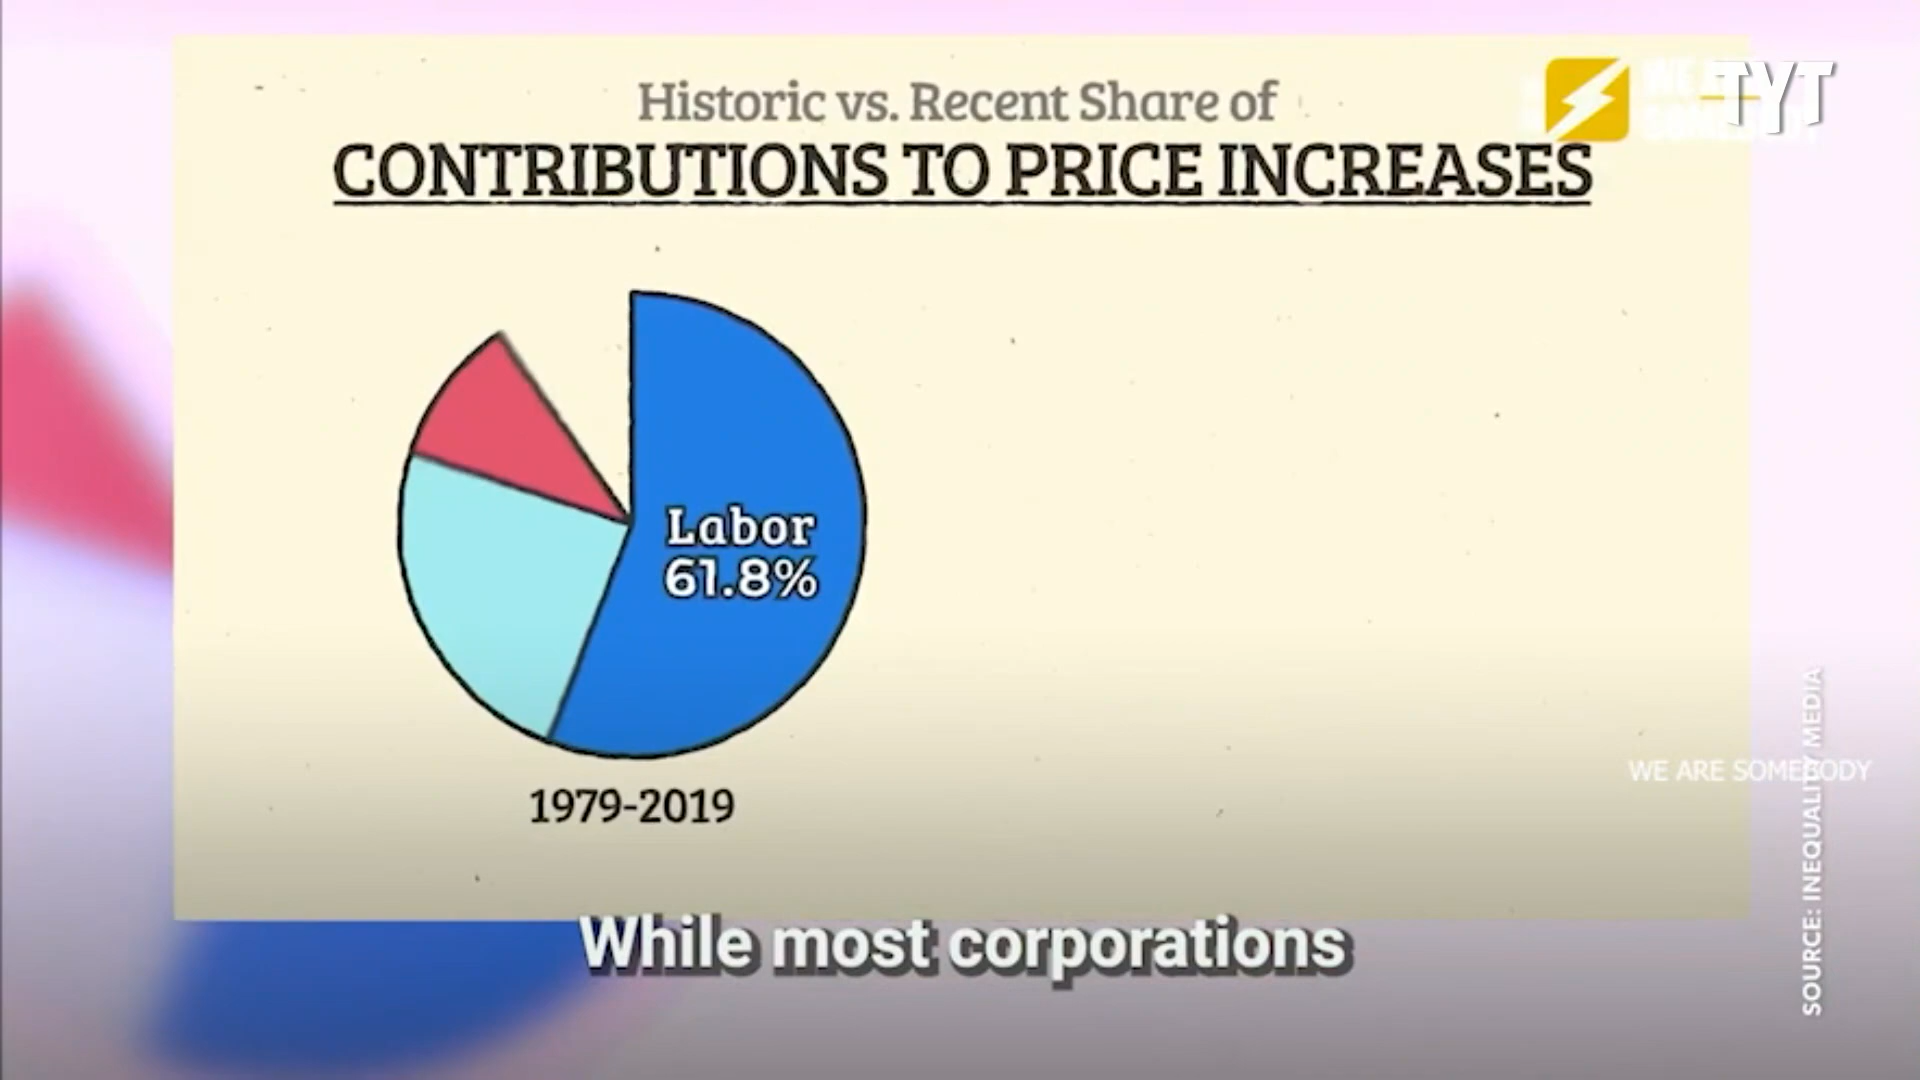 Historic vs. Recent Share of
CONTRIBUTIONS TO PRICE INCREASES
TYT
Labor
61.8%
1979-2019
WE ARE SOMEBODY
SOURCE: INEQUALITY MEDIA
While most corporations